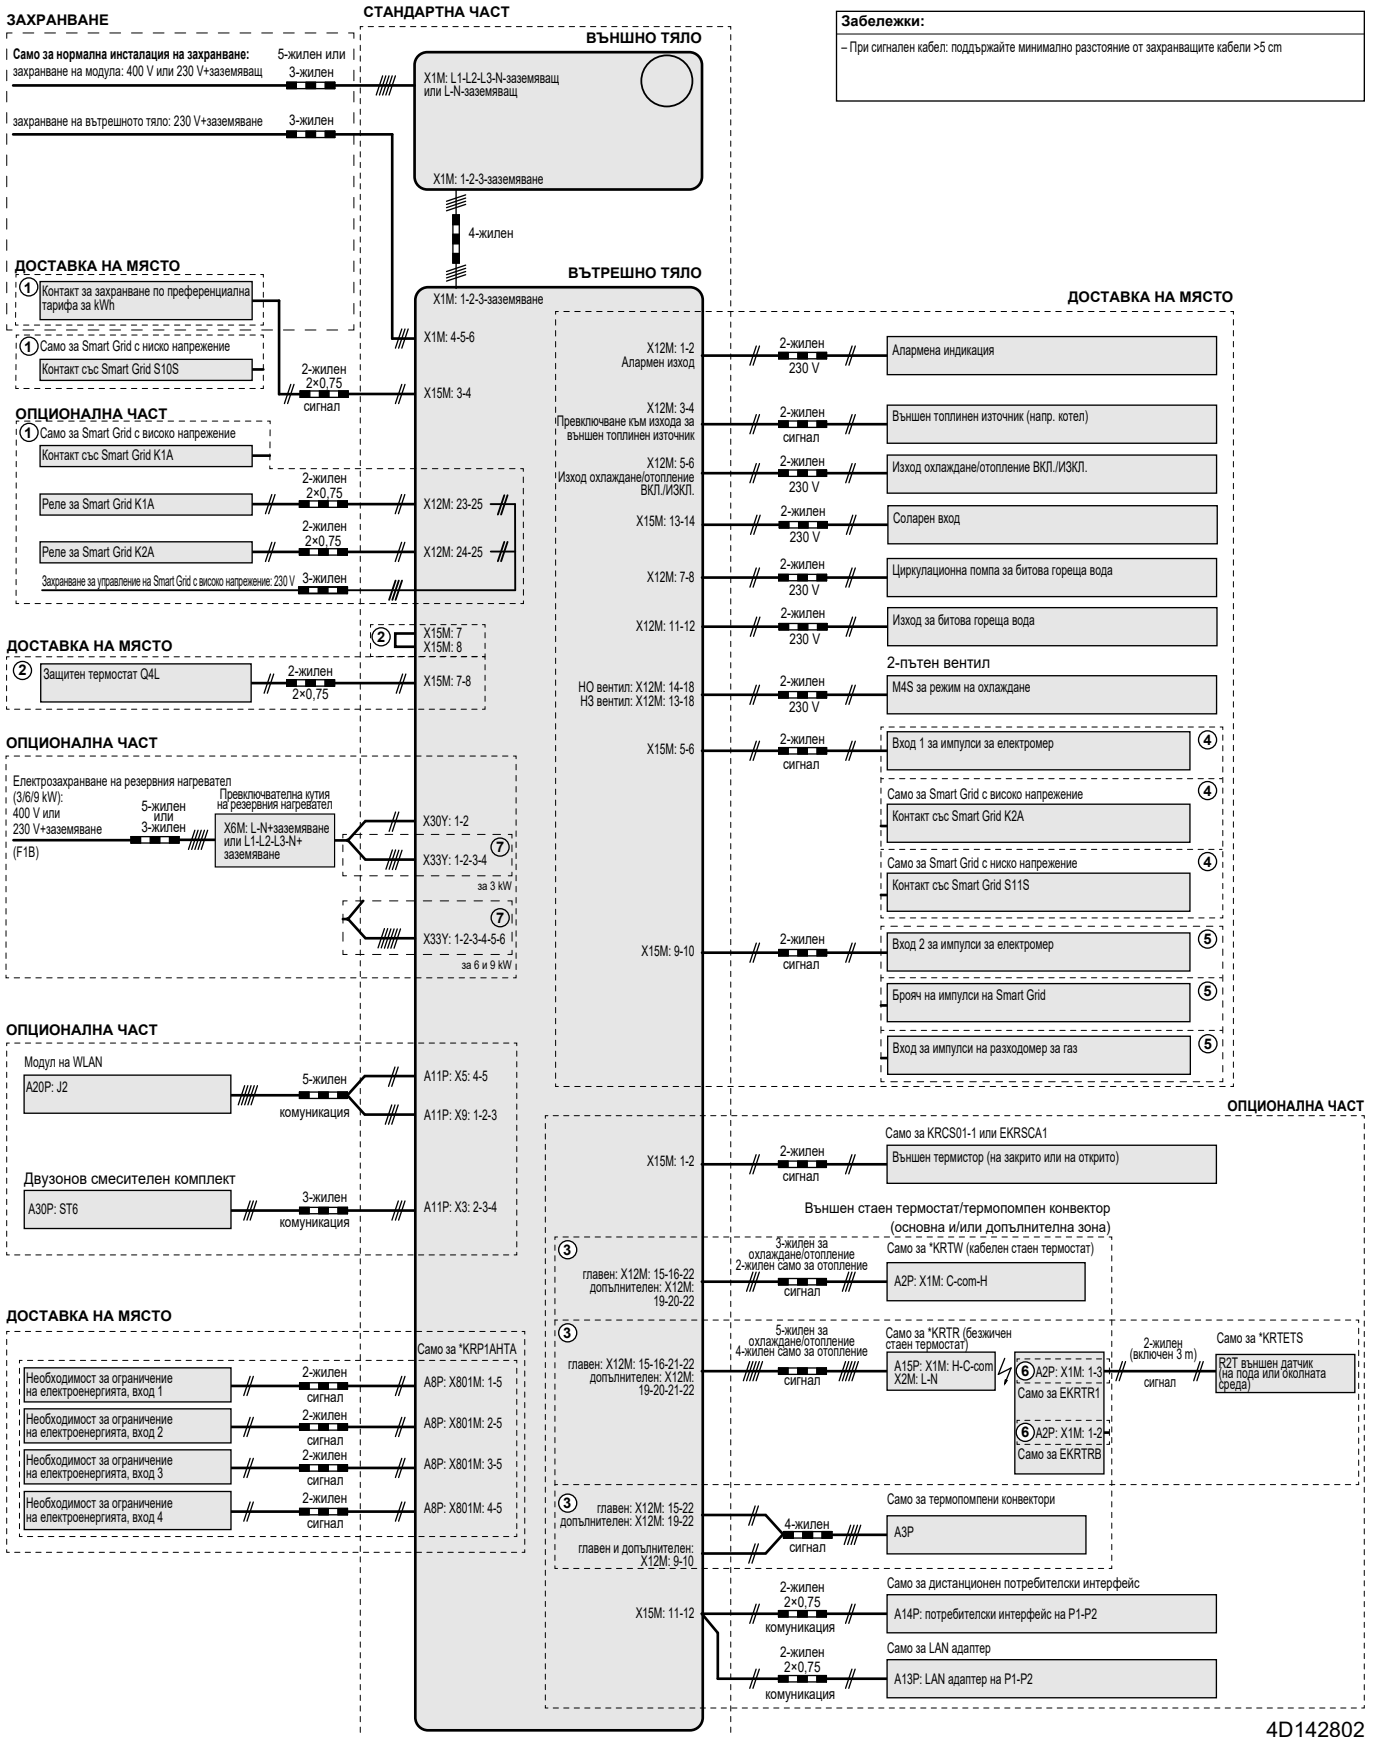 ЗАХРАНВАНЕ
Само за нормална инсталация на захранване:
захранване на модула: 400 V или 230 V+заземяващ
5-жилен или
3-жилен
захранване на вътрешното тяло: 230 V+заземяване
3-жилен
СТАНДАРТНА ЧАСТ
ВЪНШНО ТЯЛО
X1M: L1-L2-L3-N-заземяващ
или L-N-заземяващ
X1M: 1-2-3-заземяване
4-жилен
Забележки:
– При сигнален кабел: поддържайте минимално разстояние от захранващите кабели >5 cm
ВЪТРЕШНО ТЯЛО
X1M: 1-2-3-заземяване
X1M: 4-5-6
X15M: 3-4
ДОСТАВКА НА МЯСТО
1
Контакт за захранване по преференциална
тарифа за kWh
1
Само за Smart Grid с ниско напрежение
Контакт със Smart Grid S10S
2-жилен
2×0,75
сигнал
ОПЦИОНАЛНА ЧАСТ
1
Само за Smart Grid с високо напрежение
Контакт със Smart Grid K1A
Реле за Smart Grid K1A
2-жилен
2×0,75
X12M: 23-25
Реле за Smart Grid K2A
2-жилен
2×0,75
X12M: 24-25
Захранване за управление на Smart Grid с високо напрежение: 230 V
3-жилен
2
X15M: 7
X15M: 8
ДОСТАВКА НА МЯСТО
2
Защитен термостат Q4L
2-жилен
2×0,75
X15M: 7-8
ОПЦИОНАЛНА ЧАСТ
Електрозахранване на резервния нагревател
(3/6/9 kW):
400 V или
230 V+заземяване
(F1B)
5-жилен
или
3-жилен
Превключвателна кутия
на резервния нагревател
X6M: L-N+заземяване
или L1-L2-L3-N+
заземяване
X30Y: 1-2
7
X33Y: 1-2-3-4
за 3 kW
7
X33Y: 1-2-3-4-5-6
за 6 и 9 kW
ОПЦИОНАЛНА ЧАСТ
Модул на WLAN
A20P: J2
5-жилен
комуникация
A11P: X5: 4-5
A11P: X9: 1-2-3
Двузонов смесителен комплект
A30P: ST6
3-жилен
комуникация
A11P: X3: 2-3-4
ДОСТАВКА НА МЯСТО
Само за *KRP1AHTA
Необходимост за ограничение
на електроенергията, вход 1
2-жилен
сигнал
A8P: X801M: 1-5
Необходимост за ограничение
на електроенергията, вход 2
2-жилен
сигнал
A8P: X801M: 2-5
Необходимост за ограничение
на електроенергията, вход 3
2-жилен
сигнал
A8P: X801M: 3-5
Необходимост за ограничение
на електроенергията, вход 4
2-жилен
сигнал
A8P: X801M: 4-5
ДОСТАВКА НА МЯСТО
X12M: 1-2
Алармен изход
2-жилен
230 V
Алармена индикация
X12M: 3-4
Превключване към изхода за
външен топлинен източник
2-жилен
сигнал
Външен топлинен източник (напр. котел)
X12M: 5-6
Изход охлаждане/отопление
ВКЛ./ИЗКЛ.
2-жилен
230 V
Изход охлаждане/отопление ВКЛ./ИЗКЛ.
X15M: 13-14
2-жилен
230 V
Соларен вход
X12M: 7-8
2-жилен
230 V
Циркулационна помпа за битова гореща вода
X12M: 11-12
2-жилен
230 V
Изход за битова гореща вода
2-пътен вентил
НО вентил: X12M: 14-18
НЗ вентил: X12M: 13-18
2-жилен
230 V
M4S за режим на охлаждане
X15M: 5-6
2-жилен
сигнал
Вход 1 за импулси за електромер
4
Само за Smart Grid с високо напрежение
4
Контакт със Smart Grid K2A
Само за Smart Grid с ниско напрежение
4
Контакт със Smart Grid S11S
X15M: 9-10
2-жилен
сигнал
Вход 2 за импулси за електромер
5
Брояч на импулси на Smart Grid
5
Вход за импулси на разходомер за газ
5
ОПЦИОНАЛНА ЧАСТ
Само за KRCS01-1 или EKRSCA1
X15M: 1-2
2-жилен
сигнал
Външен термистор (на закрито или на открито)
Външен стаен термостат/термопомпен конвектор
(основна и/или допълнителна зона)
3
3-жилен за
охлаждане/отопление
2-жилен само за отопление
сигнал
Само за *KRTW (кабелен стаен термостат)
главен: X12M: 15-16-22
допълнителен: X12M:
19-20-22
A2P: X1M: C-com-H
3
5-жилен за
охлаждане/отопление
4-жилен само за отопление
сигнал
Само за *KRTR (безжичен
стаен термостат)
главен: X12M: 15-16-21-22
допълнителен: X12M:
19-20-21-22
A15P: X1M: H-C-com
X2M: L-N
6
A2P: X1M: 1-3
Само за EKRTR1
6
A2P: X1M: 1-2
Само за EKRTRB
2-жилен
(включен 3 m)
сигнал
Само за *KRTETS
R2T външен датчик
(на пода или околната
среда)
3
главен: X12M: 15-22
допълнителен: X12M: 19-22
главен и допълнителен:
X12M: 9-10
4-жилен
сигнал
Само за термопомпени конвектори
A3P
Само за дистанционен потребителски интерфейс
X15M: 11-12
2-жилен
2×0,75
комуникация
A14P: потребителски интерфейс на P1-P2
Само за LAN адаптер
2-жилен
2×0,75
комуникация
A13P: LAN адаптер на P1-P2
4D142802